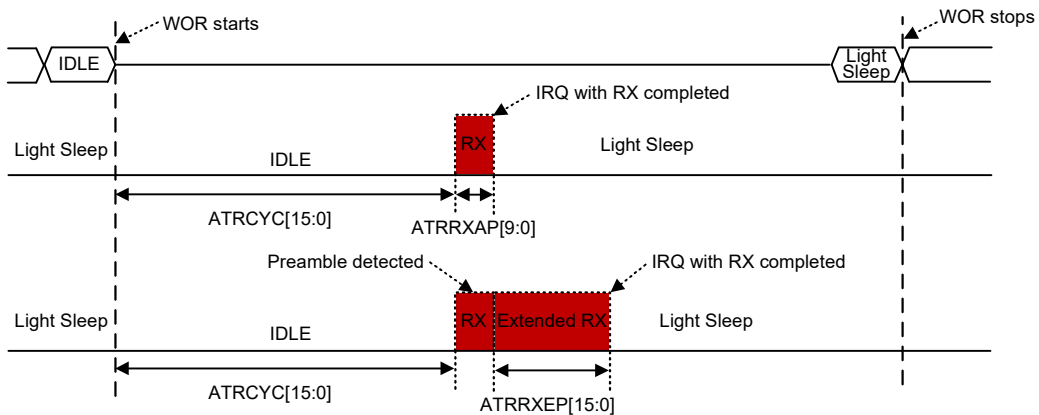 WOR starts
WOR stops
IDLE
Light
Sleep
IRQ with RX completed
Light Sleep
IDLE
RX
Light Sleep
ATRCYC[15:0]
ATRRXAP[9:0]
Preamble detected
IRQ with RX completed
Light Sleep
IDLE
RX
Extended RX
Light Sleep
ATRCYC[15:0]
ATRRXEP[15:0]